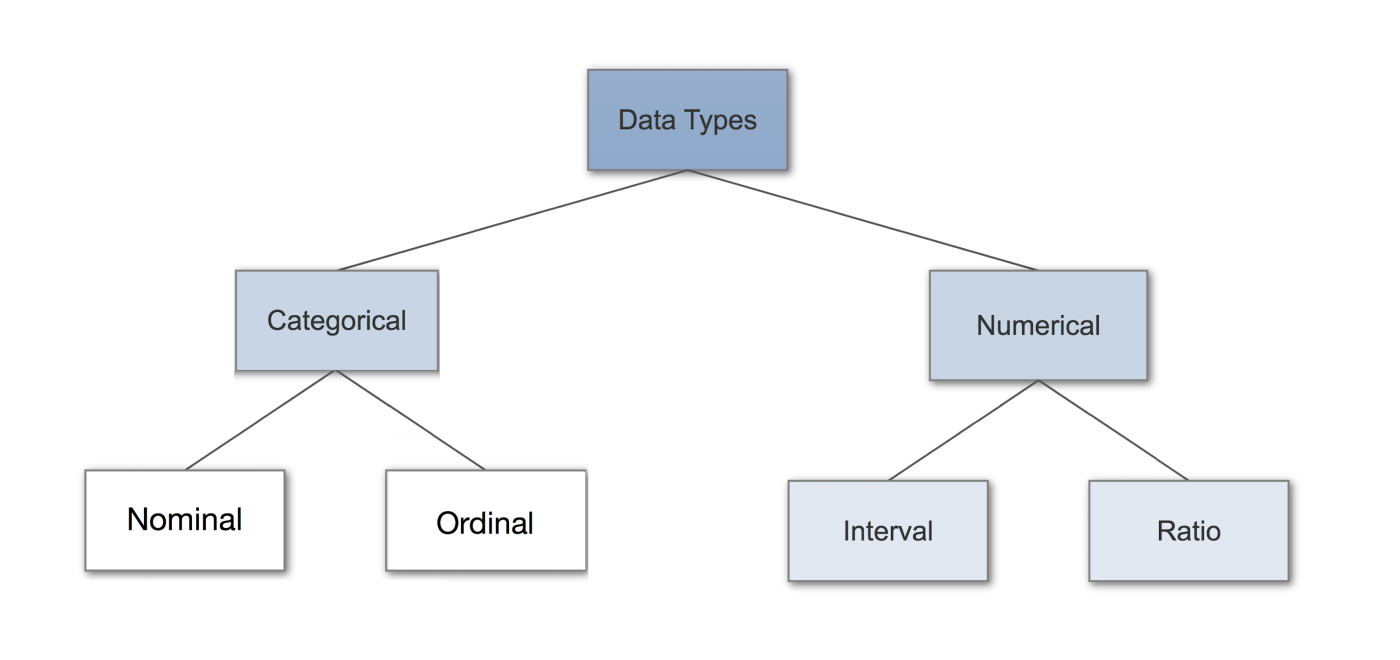 Data Types
Categorical
Numerical
Nominal
Ordinal
Interval
Ratio